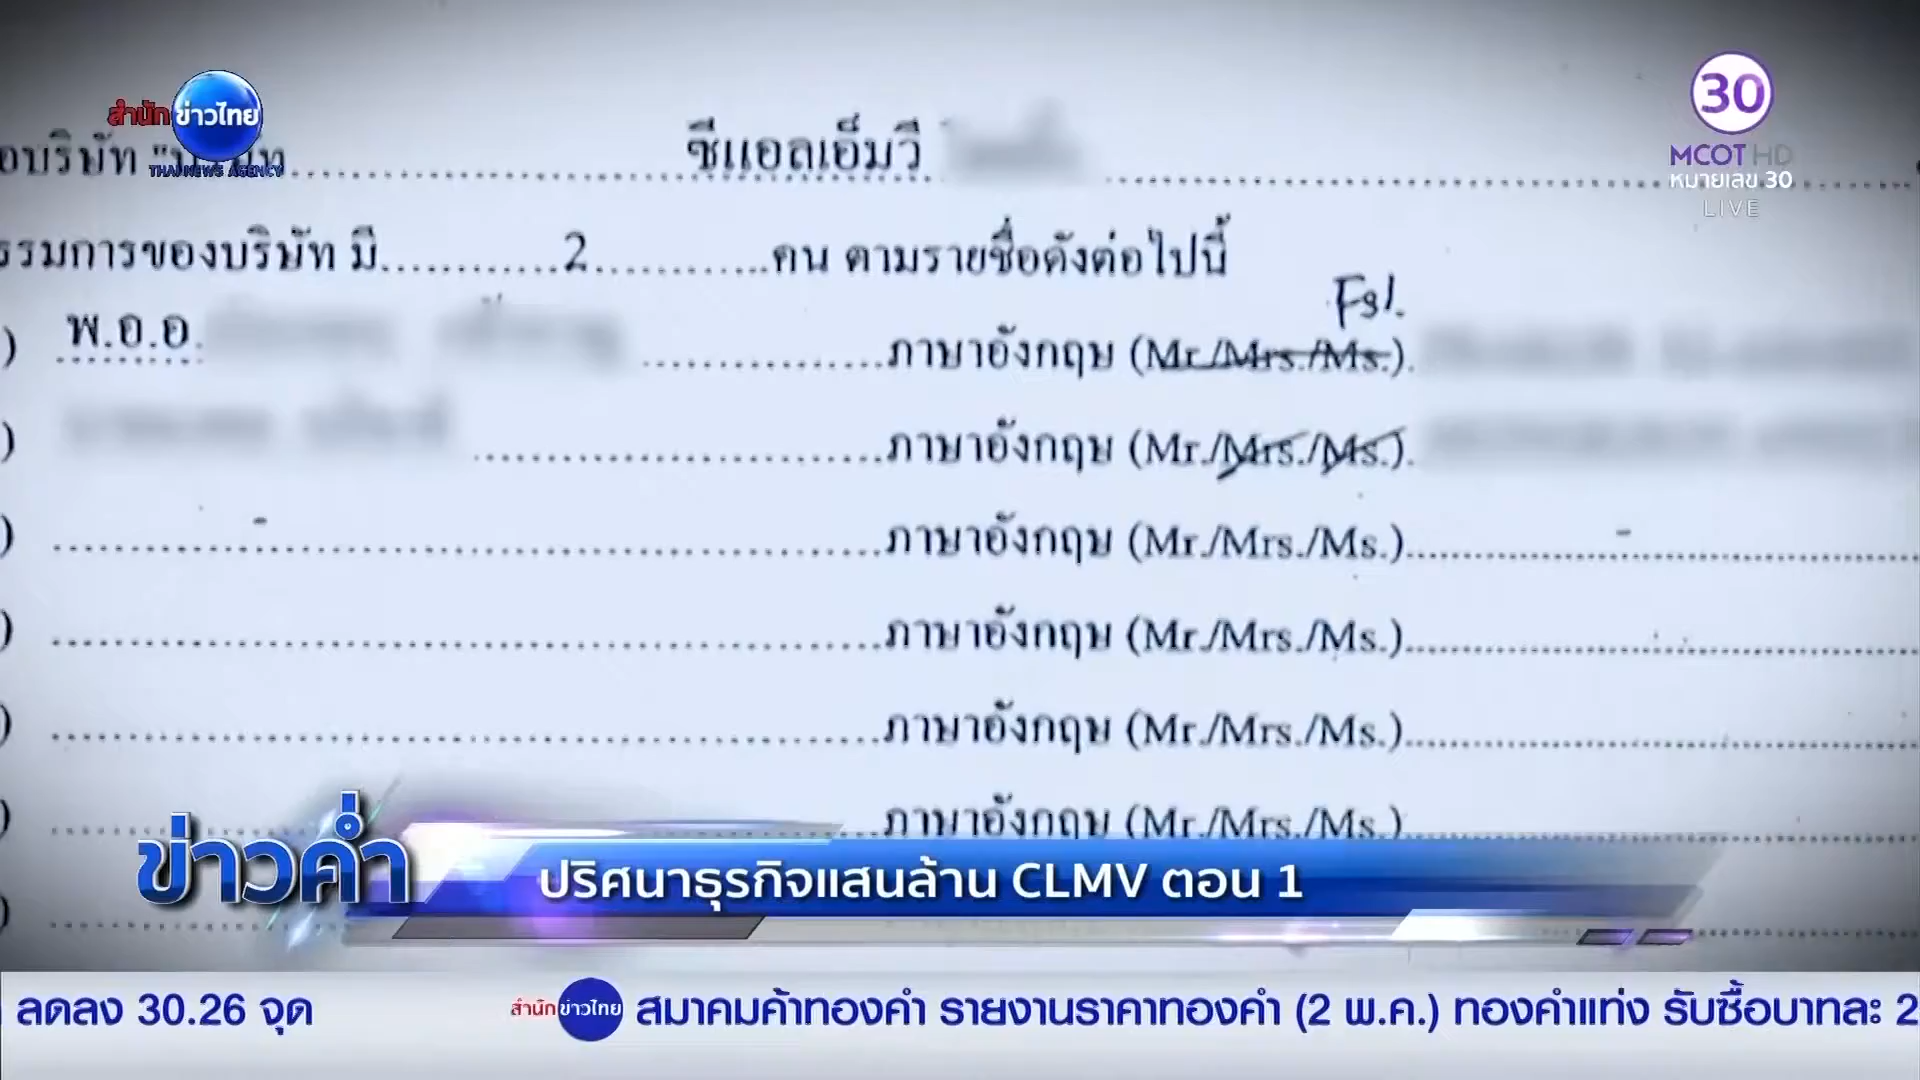 สำนักข่าวไทย
THAI NEWS AGENCY
30
MCOT HD
หมายเลข 30
LIVE
อบริษัท ซีแอลเอ็มวี
รรมการของบริษัท มี............2............คน ตามรายชื่อดังต่อไปนี้
) พ.อ.อ. ภาษาอังกฤษ (Mr./Mrs./Ms.).
) ภาษาอังกฤษ (Mr./Mrs./Ms.).
) - ภาษาอังกฤษ (Mr./Mrs./Ms.) -
) ภาษาอังกฤษ (Mr./Mrs./Ms.)
) ภาษาอังกฤษ (Mr./Mrs./Ms.)
) ภาษาอังกฤษ (Mr./Mrs./Ms.)
)
ข่าวค่ำ
ปริศนาธุรกิจแสนล้าน CLMV ตอน 1
ลดลง 30.26 จุด สำนักข่าวไทย สมาคมค้าทองคำ รายงานราคาทองคำ (2 พ.ค.) ทองคำแท่ง รับซื้อบาทละ 2